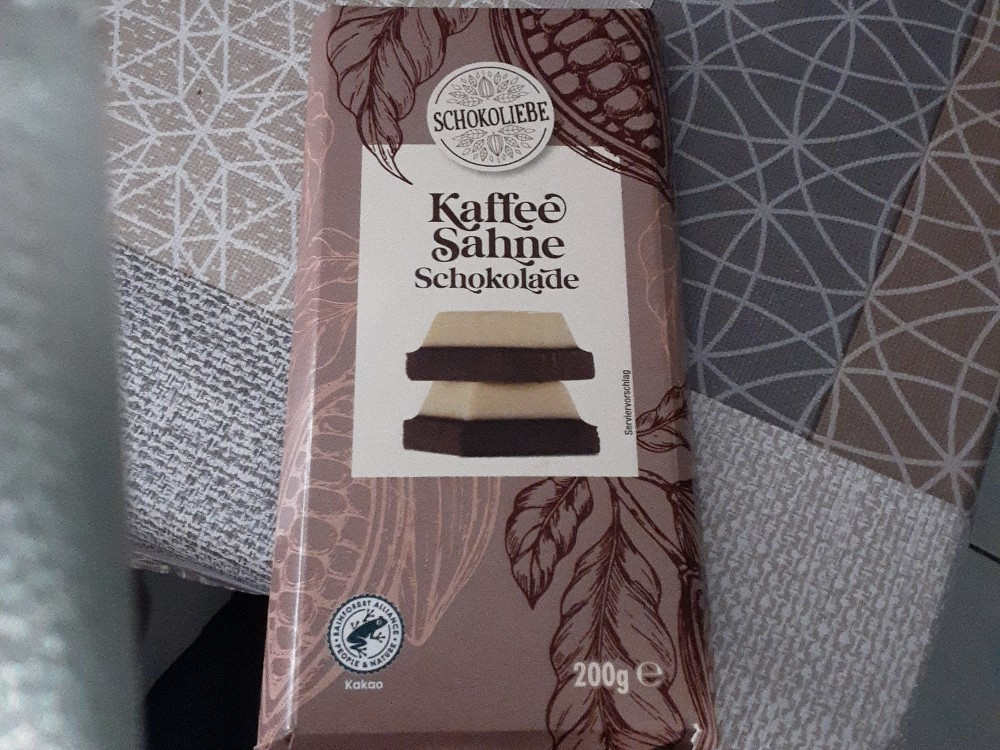 SCHOKOLIEBE
Kaffee
Sahne
Schokolade
Serviervorschlag
RAINFOREST ALLIANCE
PEOPLE & NATURE
Kakao
200g ℮